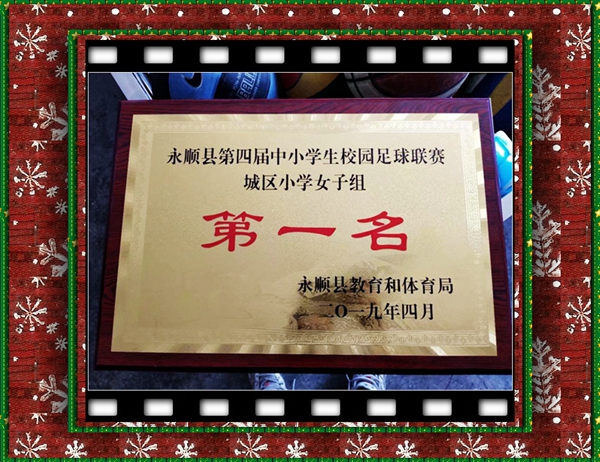 永顺县第四届中小学生校园足球联赛
城区小学女子组
第一名
永顺县教育和体育局
二〇一九年四月